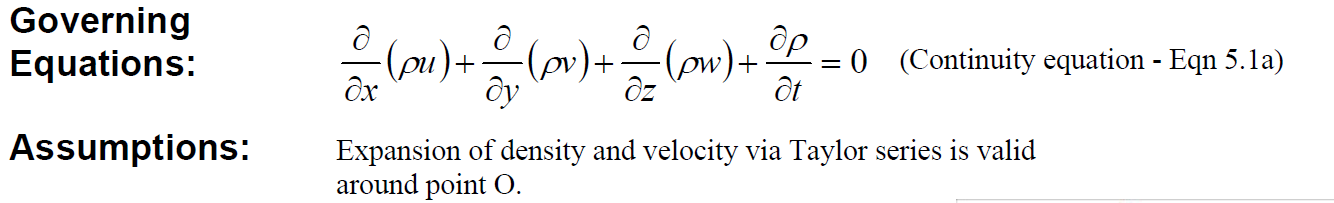 Governing
Equations:
∂/∂x (ρu) + ∂/∂y (ρv) + ∂/∂z (ρw) + ∂ρ/∂t = 0 (Continuity equation - Eqn 5.1a)
Assumptions: Expansion of density and velocity via Taylor series is valid
around point O.